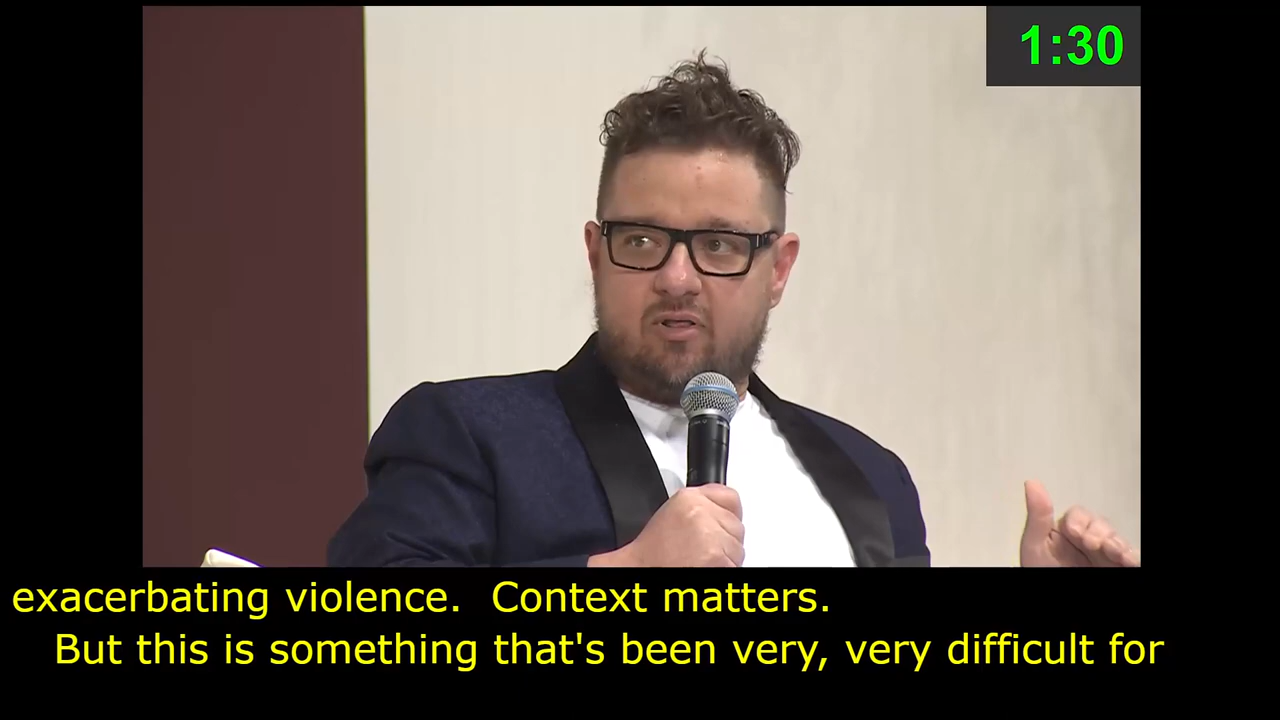 1:30
exacerbating violence.  Context matters.
But this is something that's been very, very difficult for